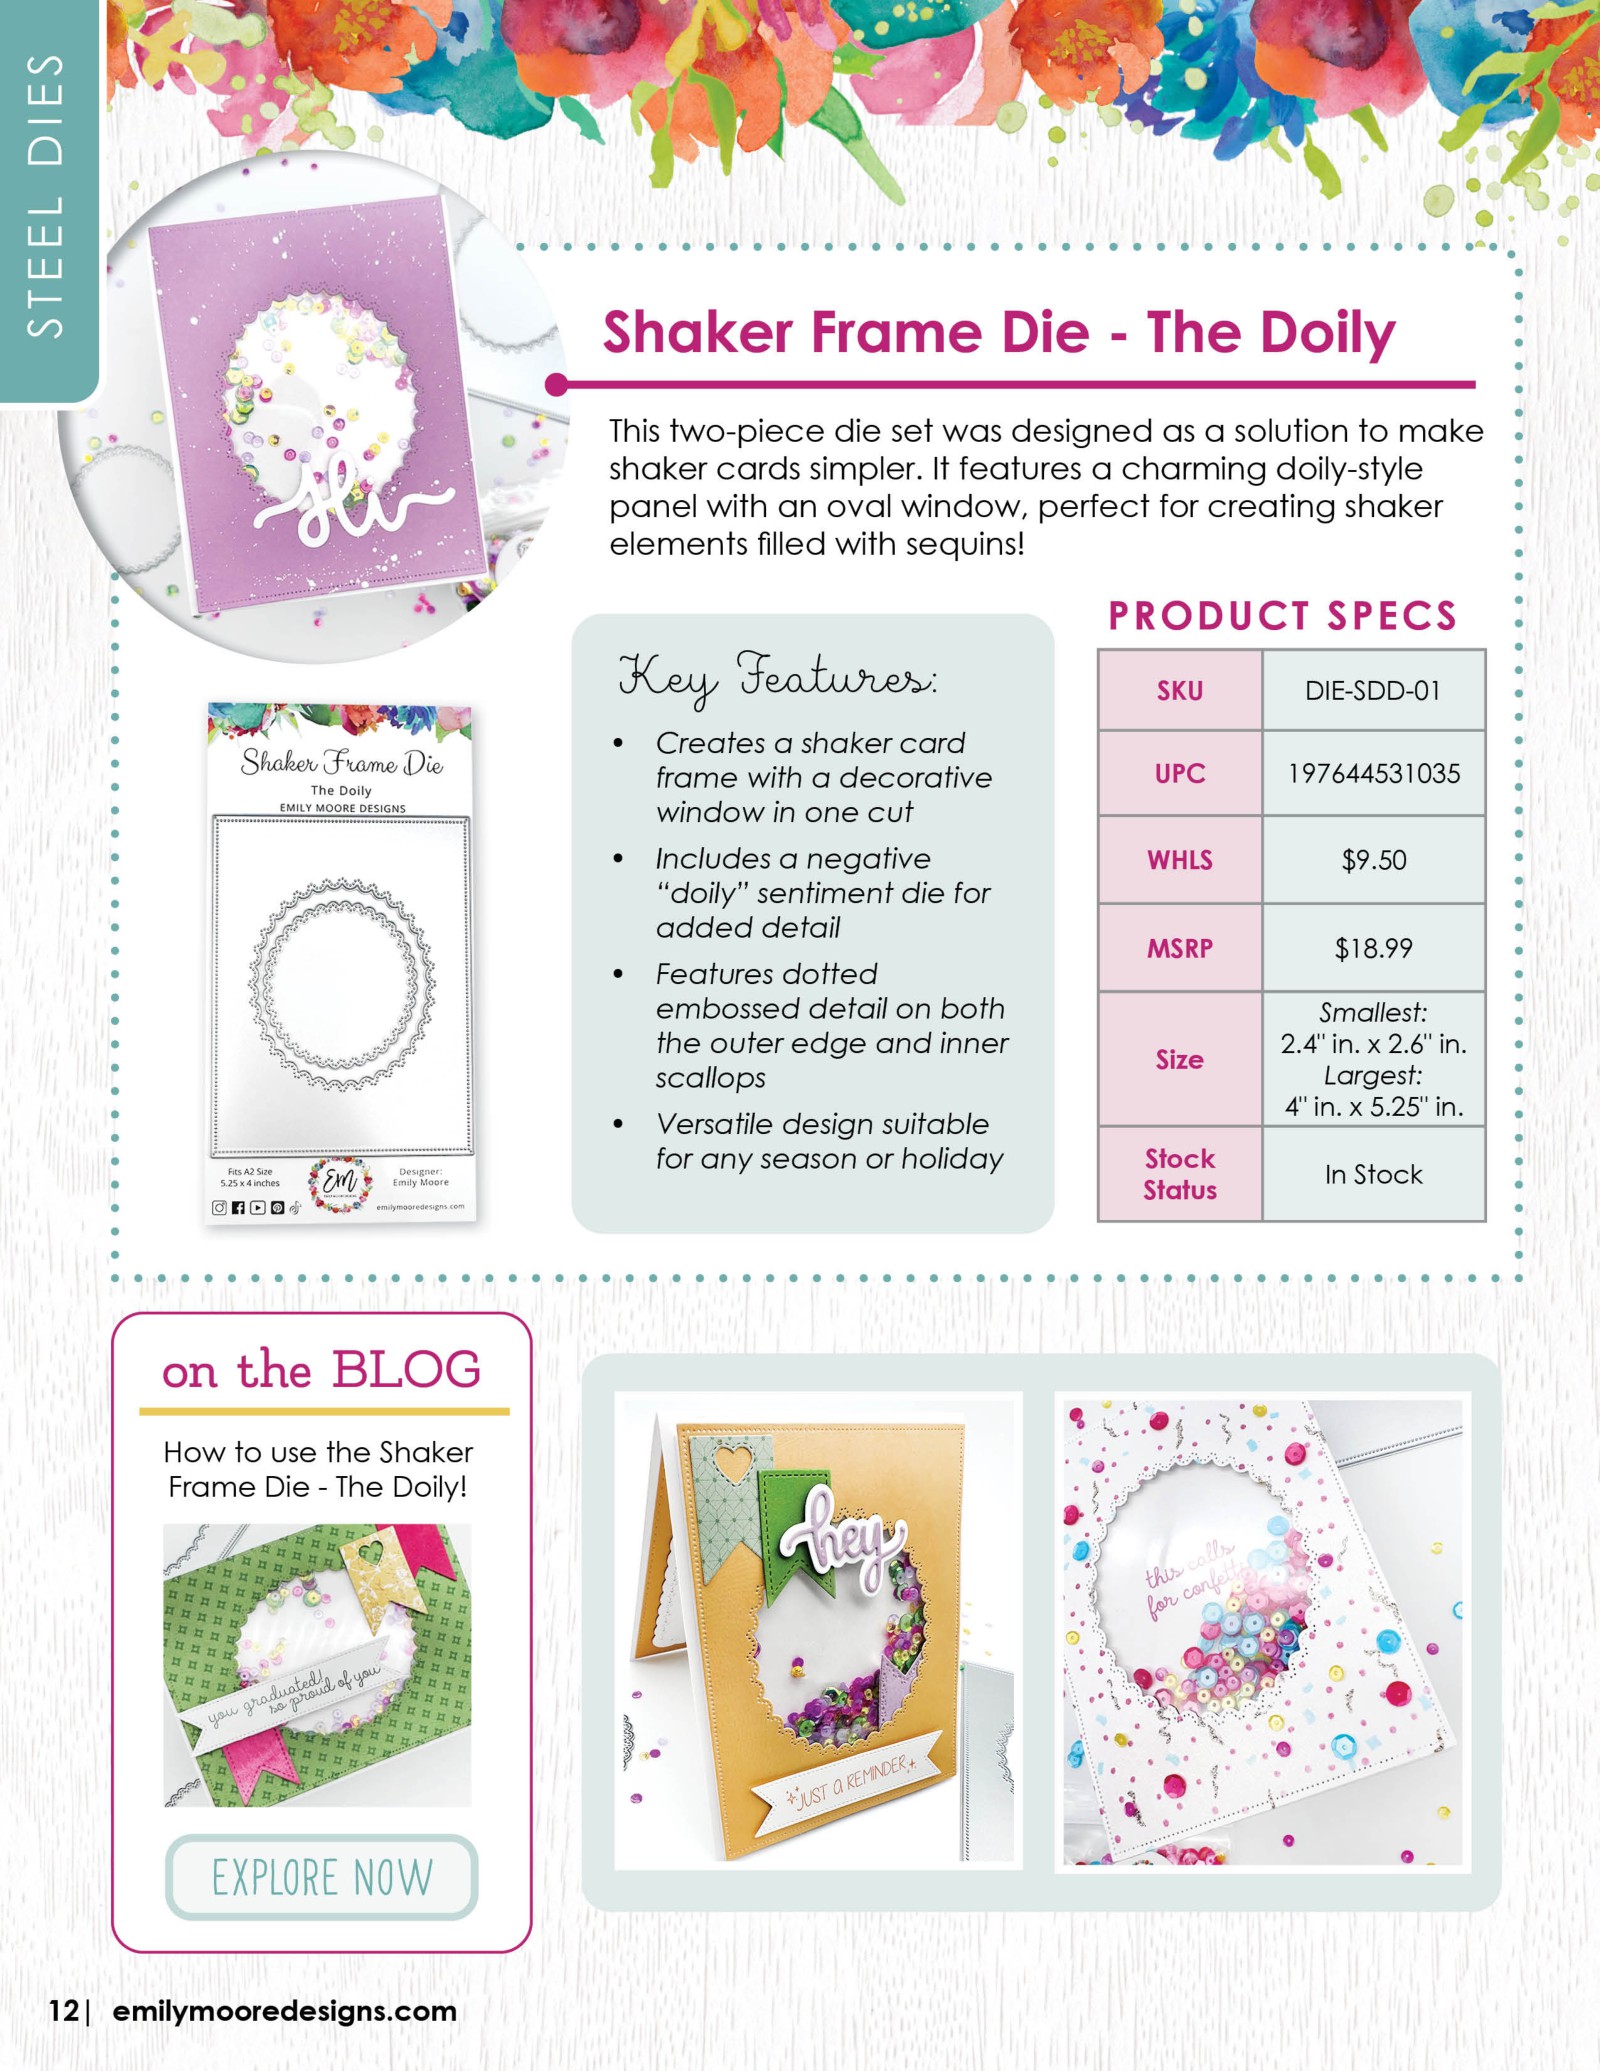 STEEL DIES
Hi
Shaker Frame Die - The Doily
This two-piece die set was designed as a solution to make
shaker cards simpler. It features a charming doily-style
panel with an oval window, perfect for creating shaker
elements filled with sequins!
Shaker Frame Die
The Doily
EMILY MOORE DESIGNS
Fits A2 Size
5.25 x 4 inches
EM
Designer:
Emily Moore
emilymooredesigns.com
Key Features:
• Creates a shaker card
frame with a decorative
window in one cut
• Includes a negative
“doily” sentiment die for
added detail
• Features dotted
embossed detail on both
the outer edge and inner
scallops
• Versatile design suitable
for any season or holiday
PRODUCT SPECS
SKU DIE-SDD-01
UPC 197644531035
WHLS $9.50
MSRP $18.99
Size
Smallest:
2.4" in. x 2.6" in.
Largest:
4" in. x 5.25" in.
Stock
Status
In Stock
on the BLOG
How to use the Shaker
Frame Die - The Doily!
you graduated!
so proud of you
EXPLORE NOW
hey
JUST A REMINDER
this calls
for confetti
12| emilymooredesigns.com